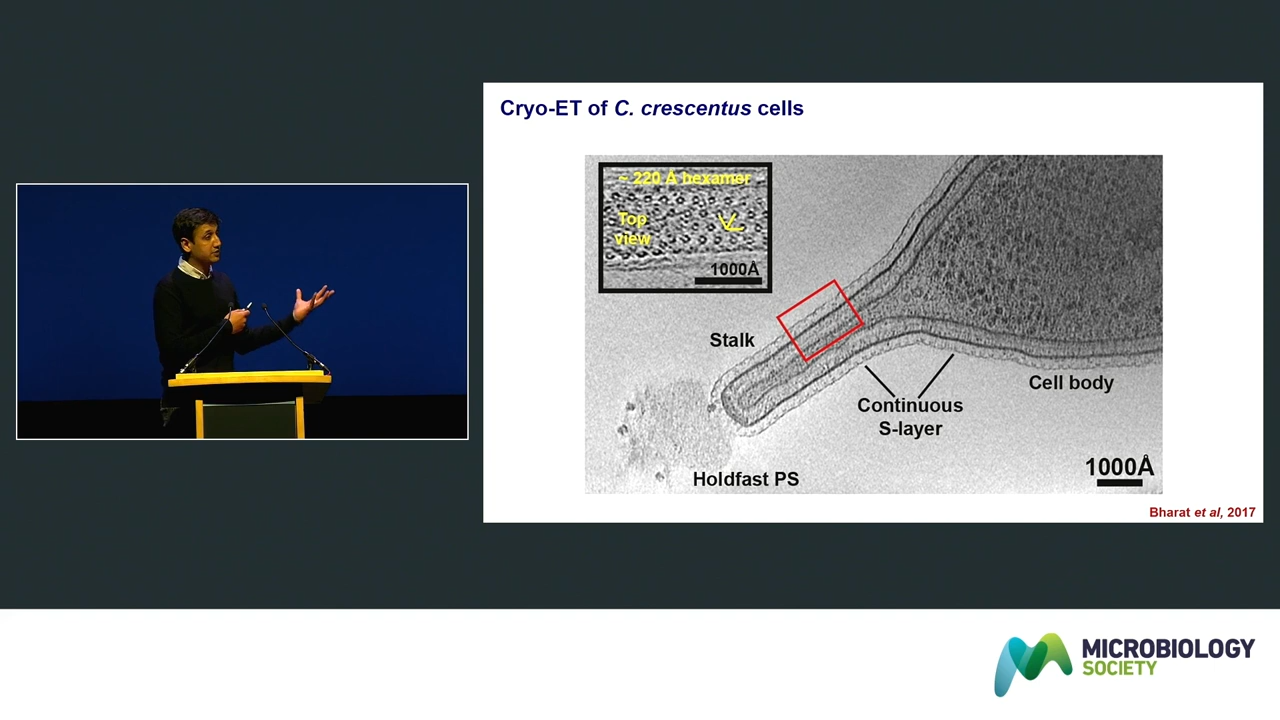 Cryo-ET of C. crescentus cells
~ 220 Å hexamer
Top
view
1000Å
Stalk
Cell body
Continuous
S-layer
1000Å
Holdfast PS
Bharat et al, 2017
MICROBIOLOGY
SOCIETY